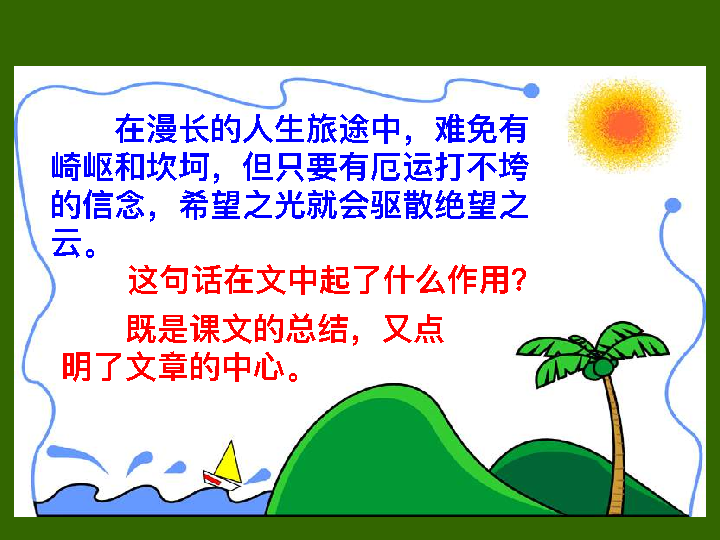 在漫长的人生旅途中，难免有
崎岖和坎坷，但只要有厄运打不垮
的信念，希望之光就会驱散绝望之
云。
这句话在文中起了什么作用?
既是课文的总结，又点
明了文章的中心。